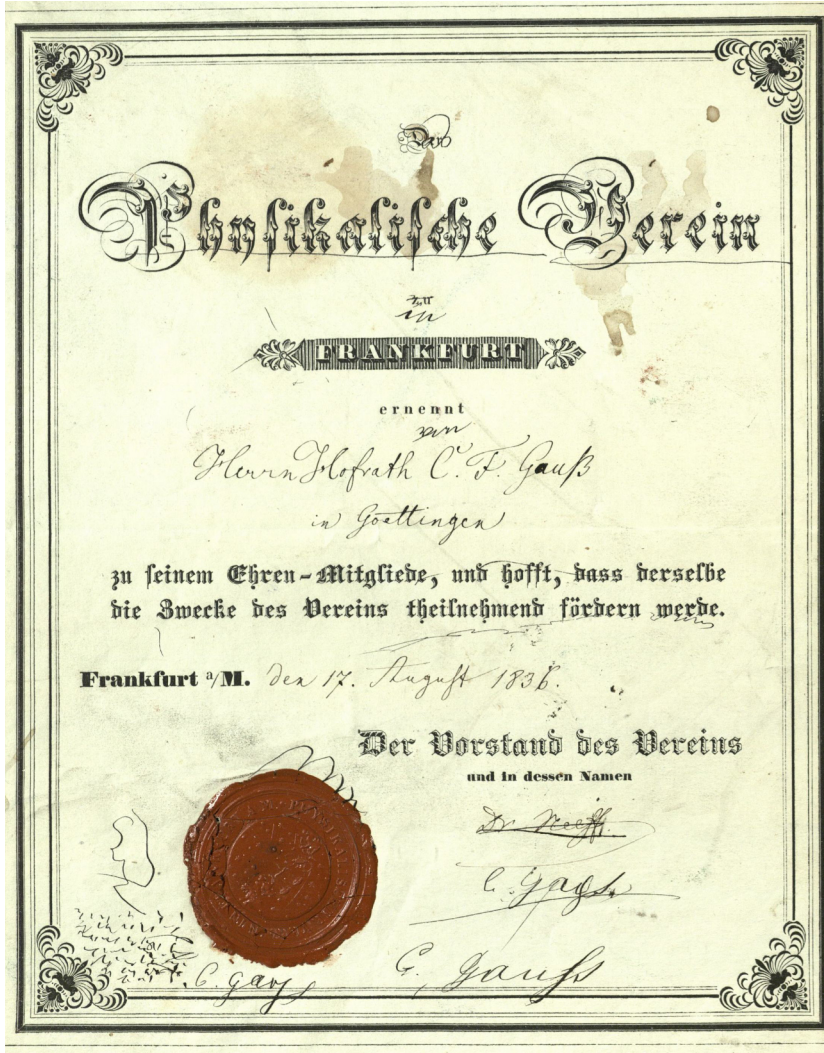 Der
Physikalische Verein
zu
in
FRANKFURT
ernennt
von
Herrn Hofrath C. F. Gauß
in Goettingen
zu seinem Ehren-Mitgliede, und hofft, dass derselbe
die Zwecke des Vereins theilnehmend fördern werde.
Frankfurt a/M. den 17. August 1836.
Der Vorstand des Vereins
und in dessen Namen
Dr. Neeff.
G. Gauss